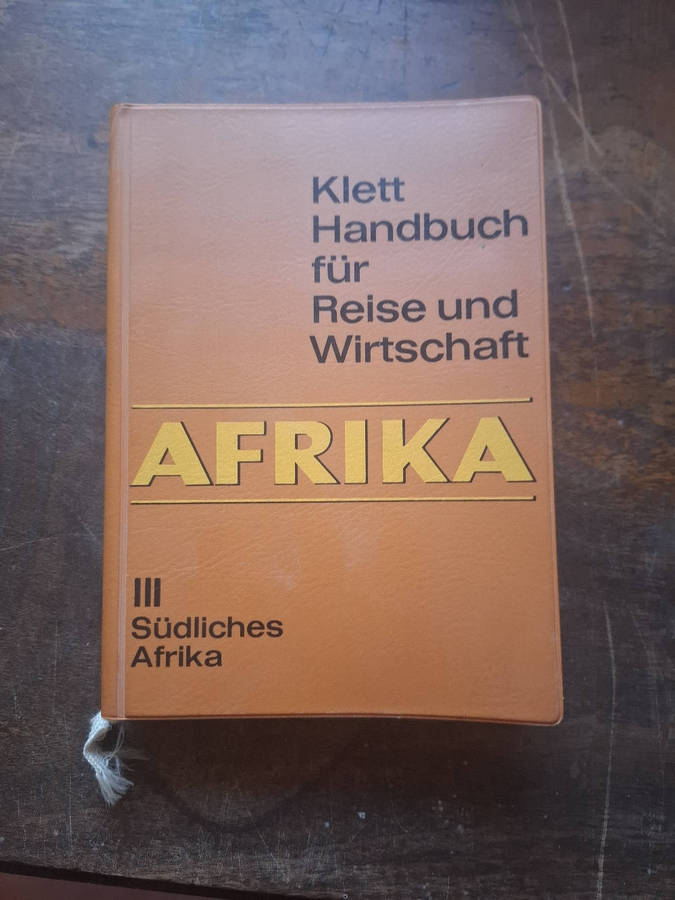 Klett
Handbuch
für
Reise und
Wirtschaft
AFRIKA
III
Südliches
Afrika